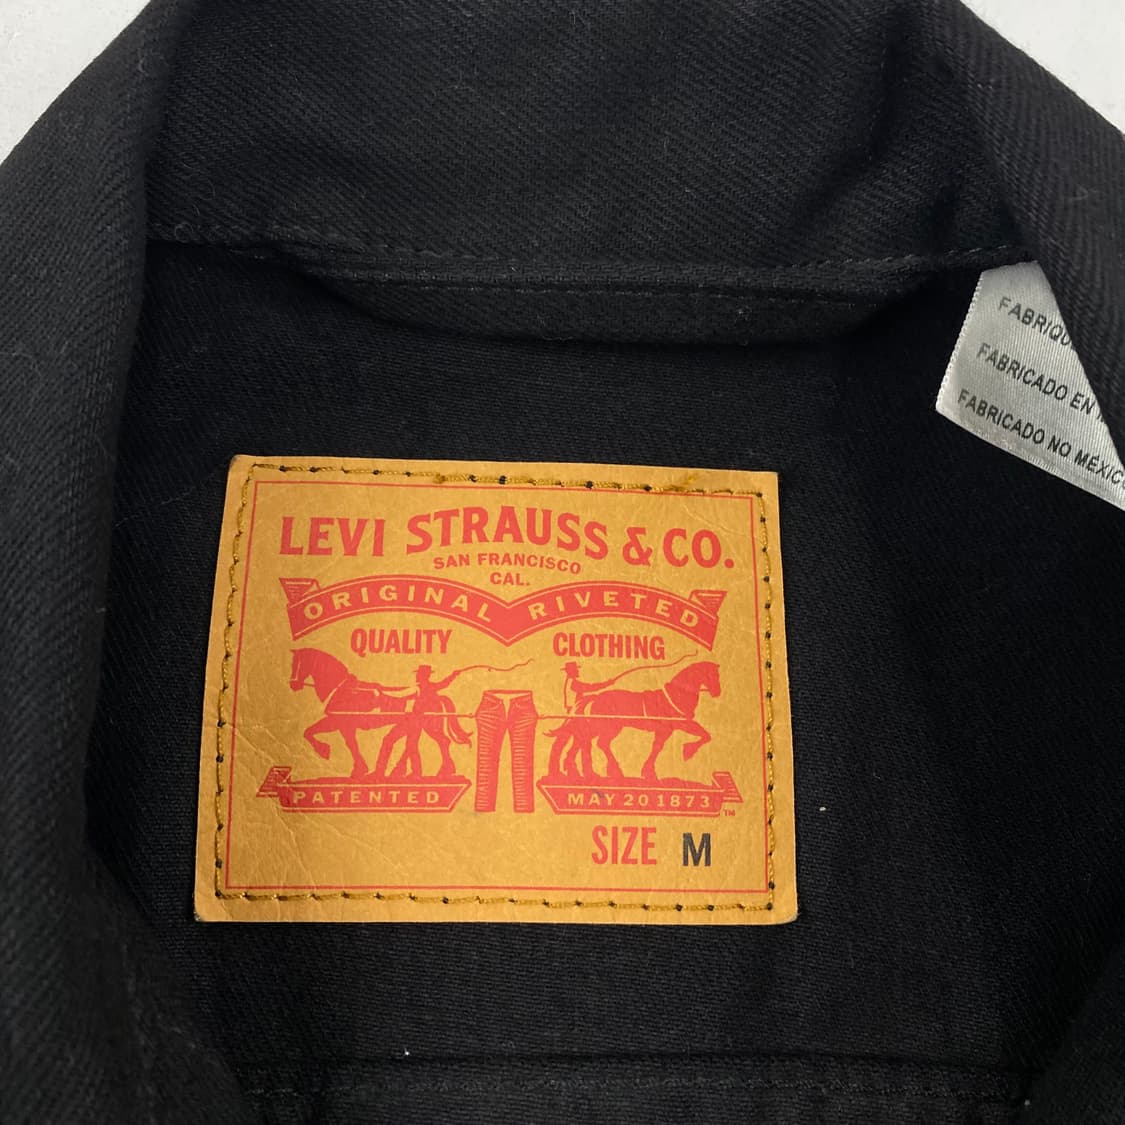 LEVI STRAUSS & CO.
SAN FRANCISCO
CAL.
ORIGINAL RIVETED
QUALITY CLOTHING
PATENTED MAY 20 1873 TM
SIZE M
FABRICADO EN
FABRICADO NO